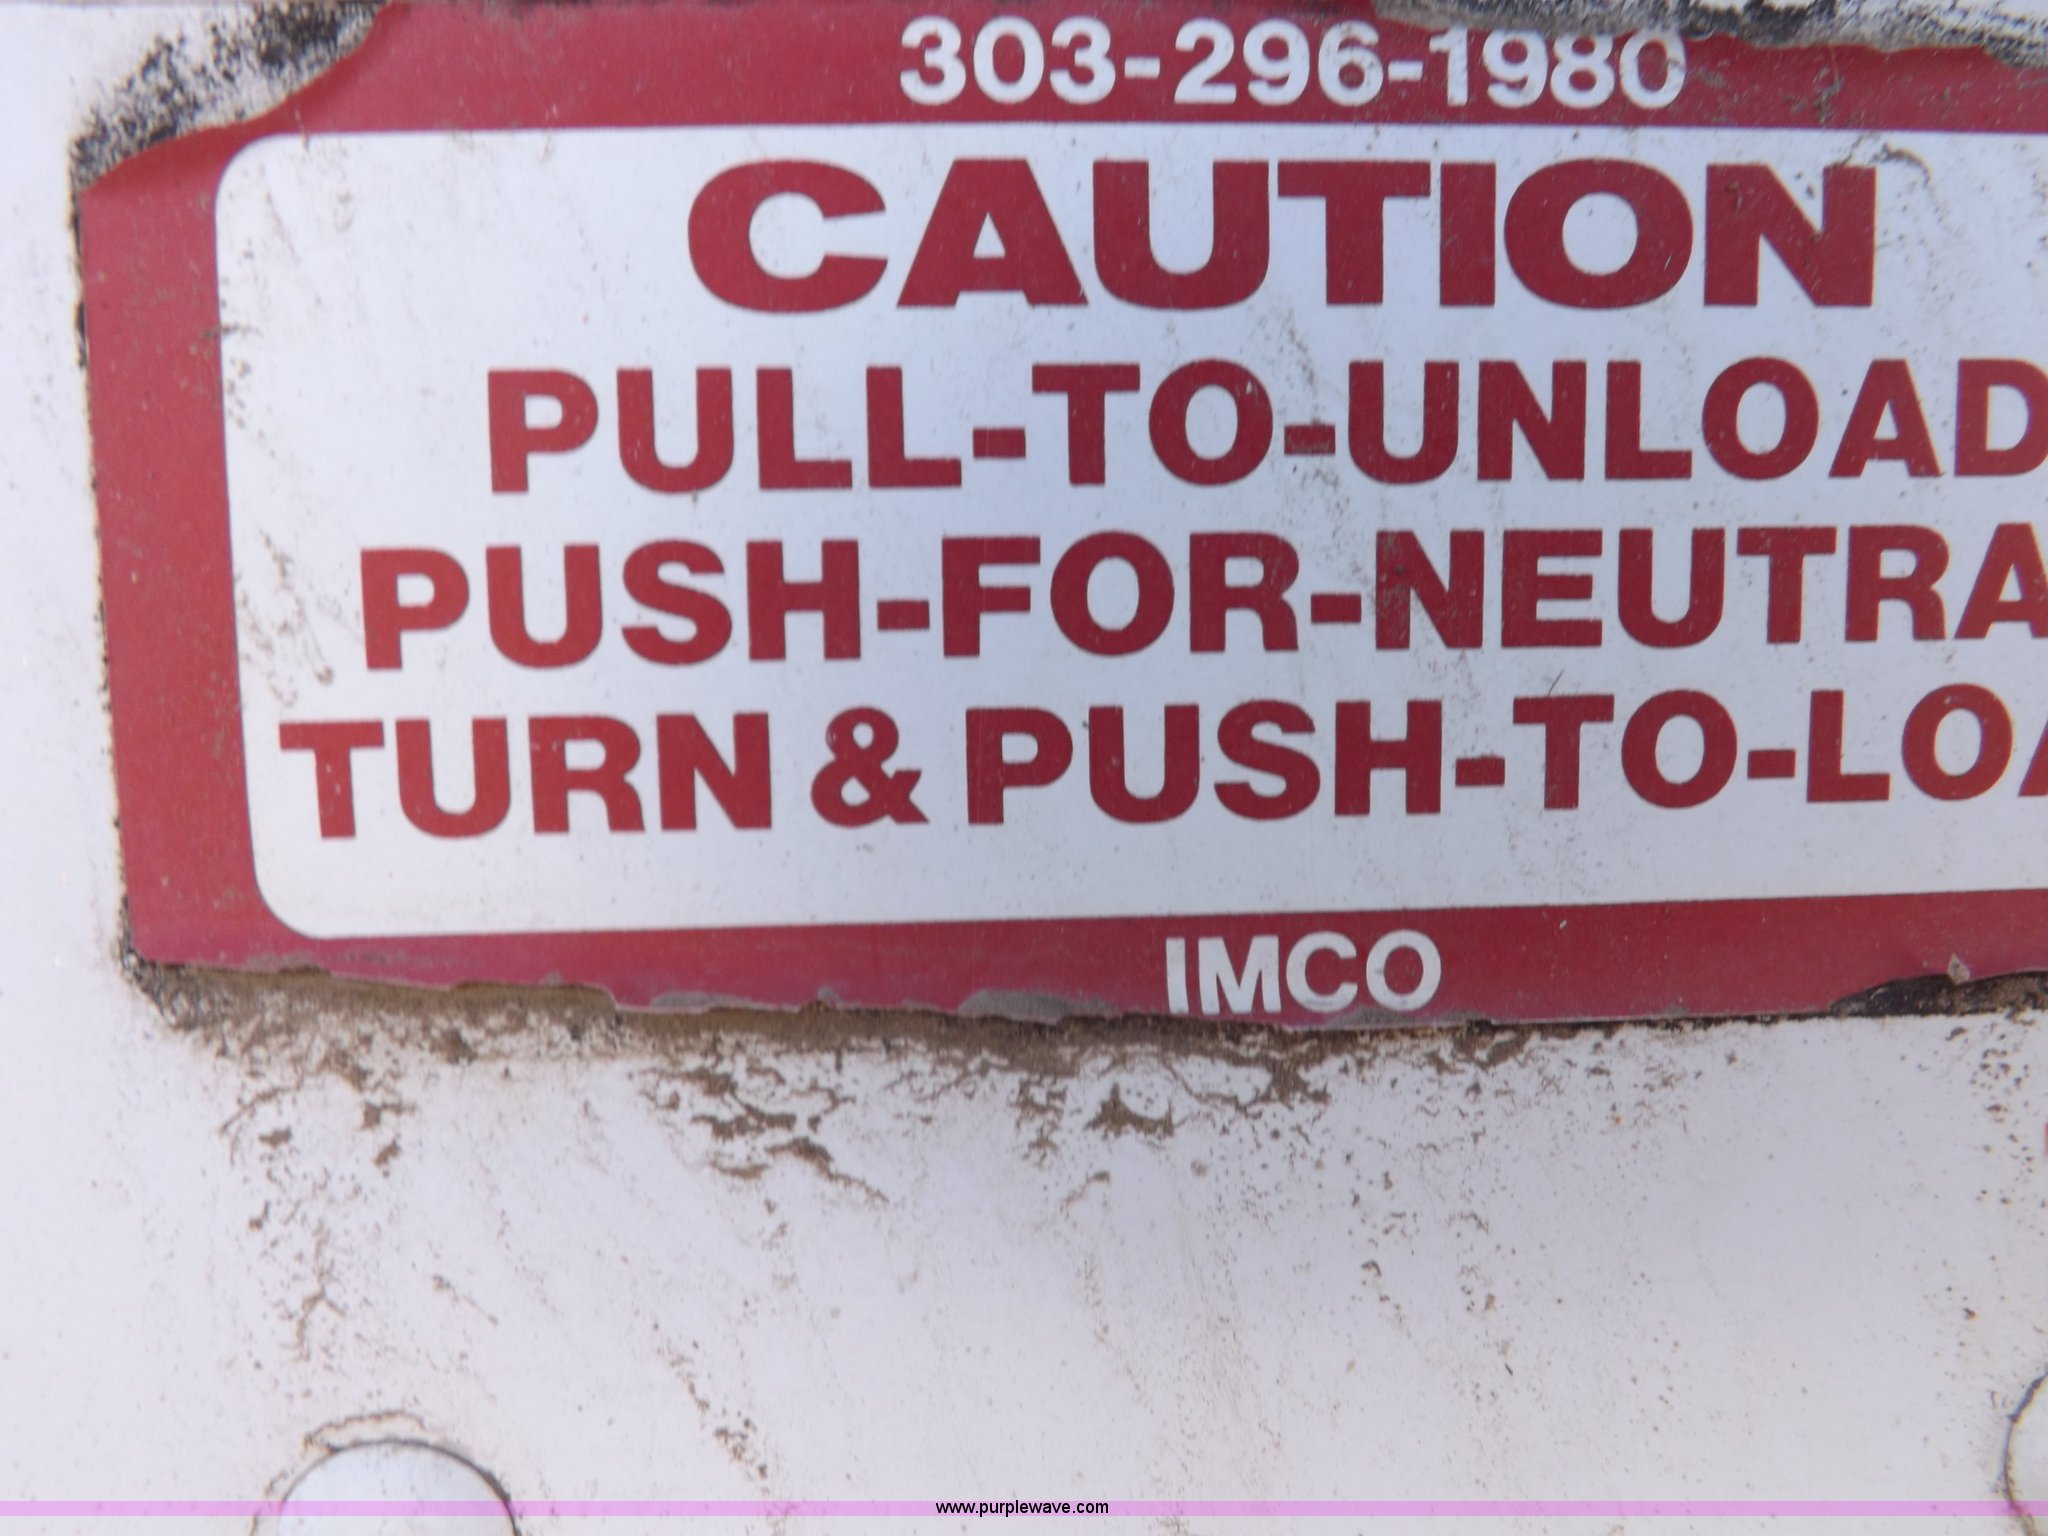 303-296-1980
CAUTION
PULL-TO-UNLOAD
PUSH-FOR-NEUTRA
TURN & PUSH-TO-LOA
IMCO
www.purplewave.com